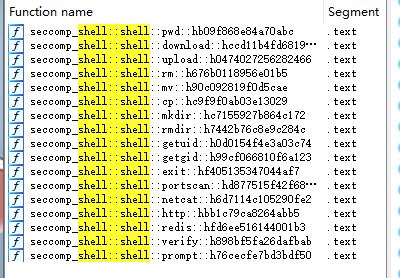 Function name Segment
f seccomp_shell::shell::pwd::hb09f868e84a70abc .text
f seccomp_shell::shell::download::hccd11b4fd6819… .text
f seccomp_shell::shell::upload::h0474027256282466 .text
f seccomp_shell::shell::rm::h676b0118956e01b5 .text
f seccomp_shell::shell::mv::h90c092819f0d5cae .text
f seccomp_shell::shell::cp::hc9f9f0ab03e13029 .text
f seccomp_shell::shell::mkdir::hc7155927b864c172 .text
f seccomp_shell::shell::rmdir::h7442b76c8e9c284c .text
f seccomp_shell::shell::getuid::h0d0154f4e3a03c74 .text
f seccomp_shell::shell::getgid::h99cf066810f6a123 .text
f seccomp_shell::shell::exit::hf405135347044af7 .text
f seccomp_shell::shell::portscan::hd877515f42f68… .text
f seccomp_shell::shell::netcat::h6d7114c105290fe2 .text
f seccomp_shell::shell::http::hbb1c79ca8264abb5 .text
f seccomp_shell::shell::redis::hfd6ee516144001b3 .text
f seccomp_shell::shell::verify::h898bf5fa26dafbab .text
f seccomp_shell::shell::prompt::h76cecfe7bd3bdf50 .text